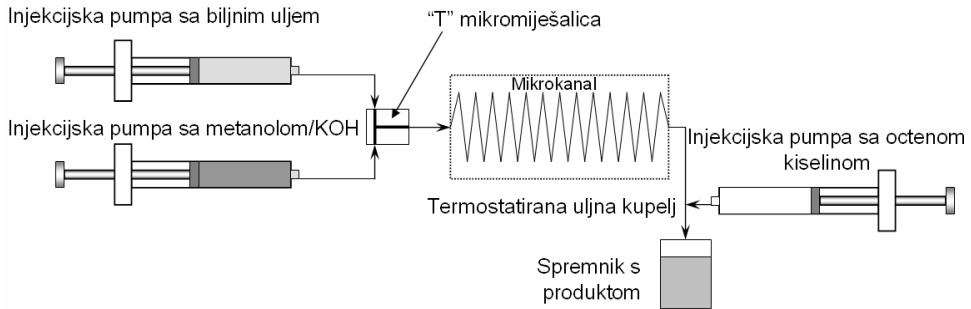 Injekcijska pumpa sa biljnim uljem
“T” mikromiješalica
Mikrokanal
Injekcijska pumpa sa metanolom/KOH
Injekcijska pumpa sa octenom
kiselinom
Termostatirana uljna kupelj
Spremnik s
produktom